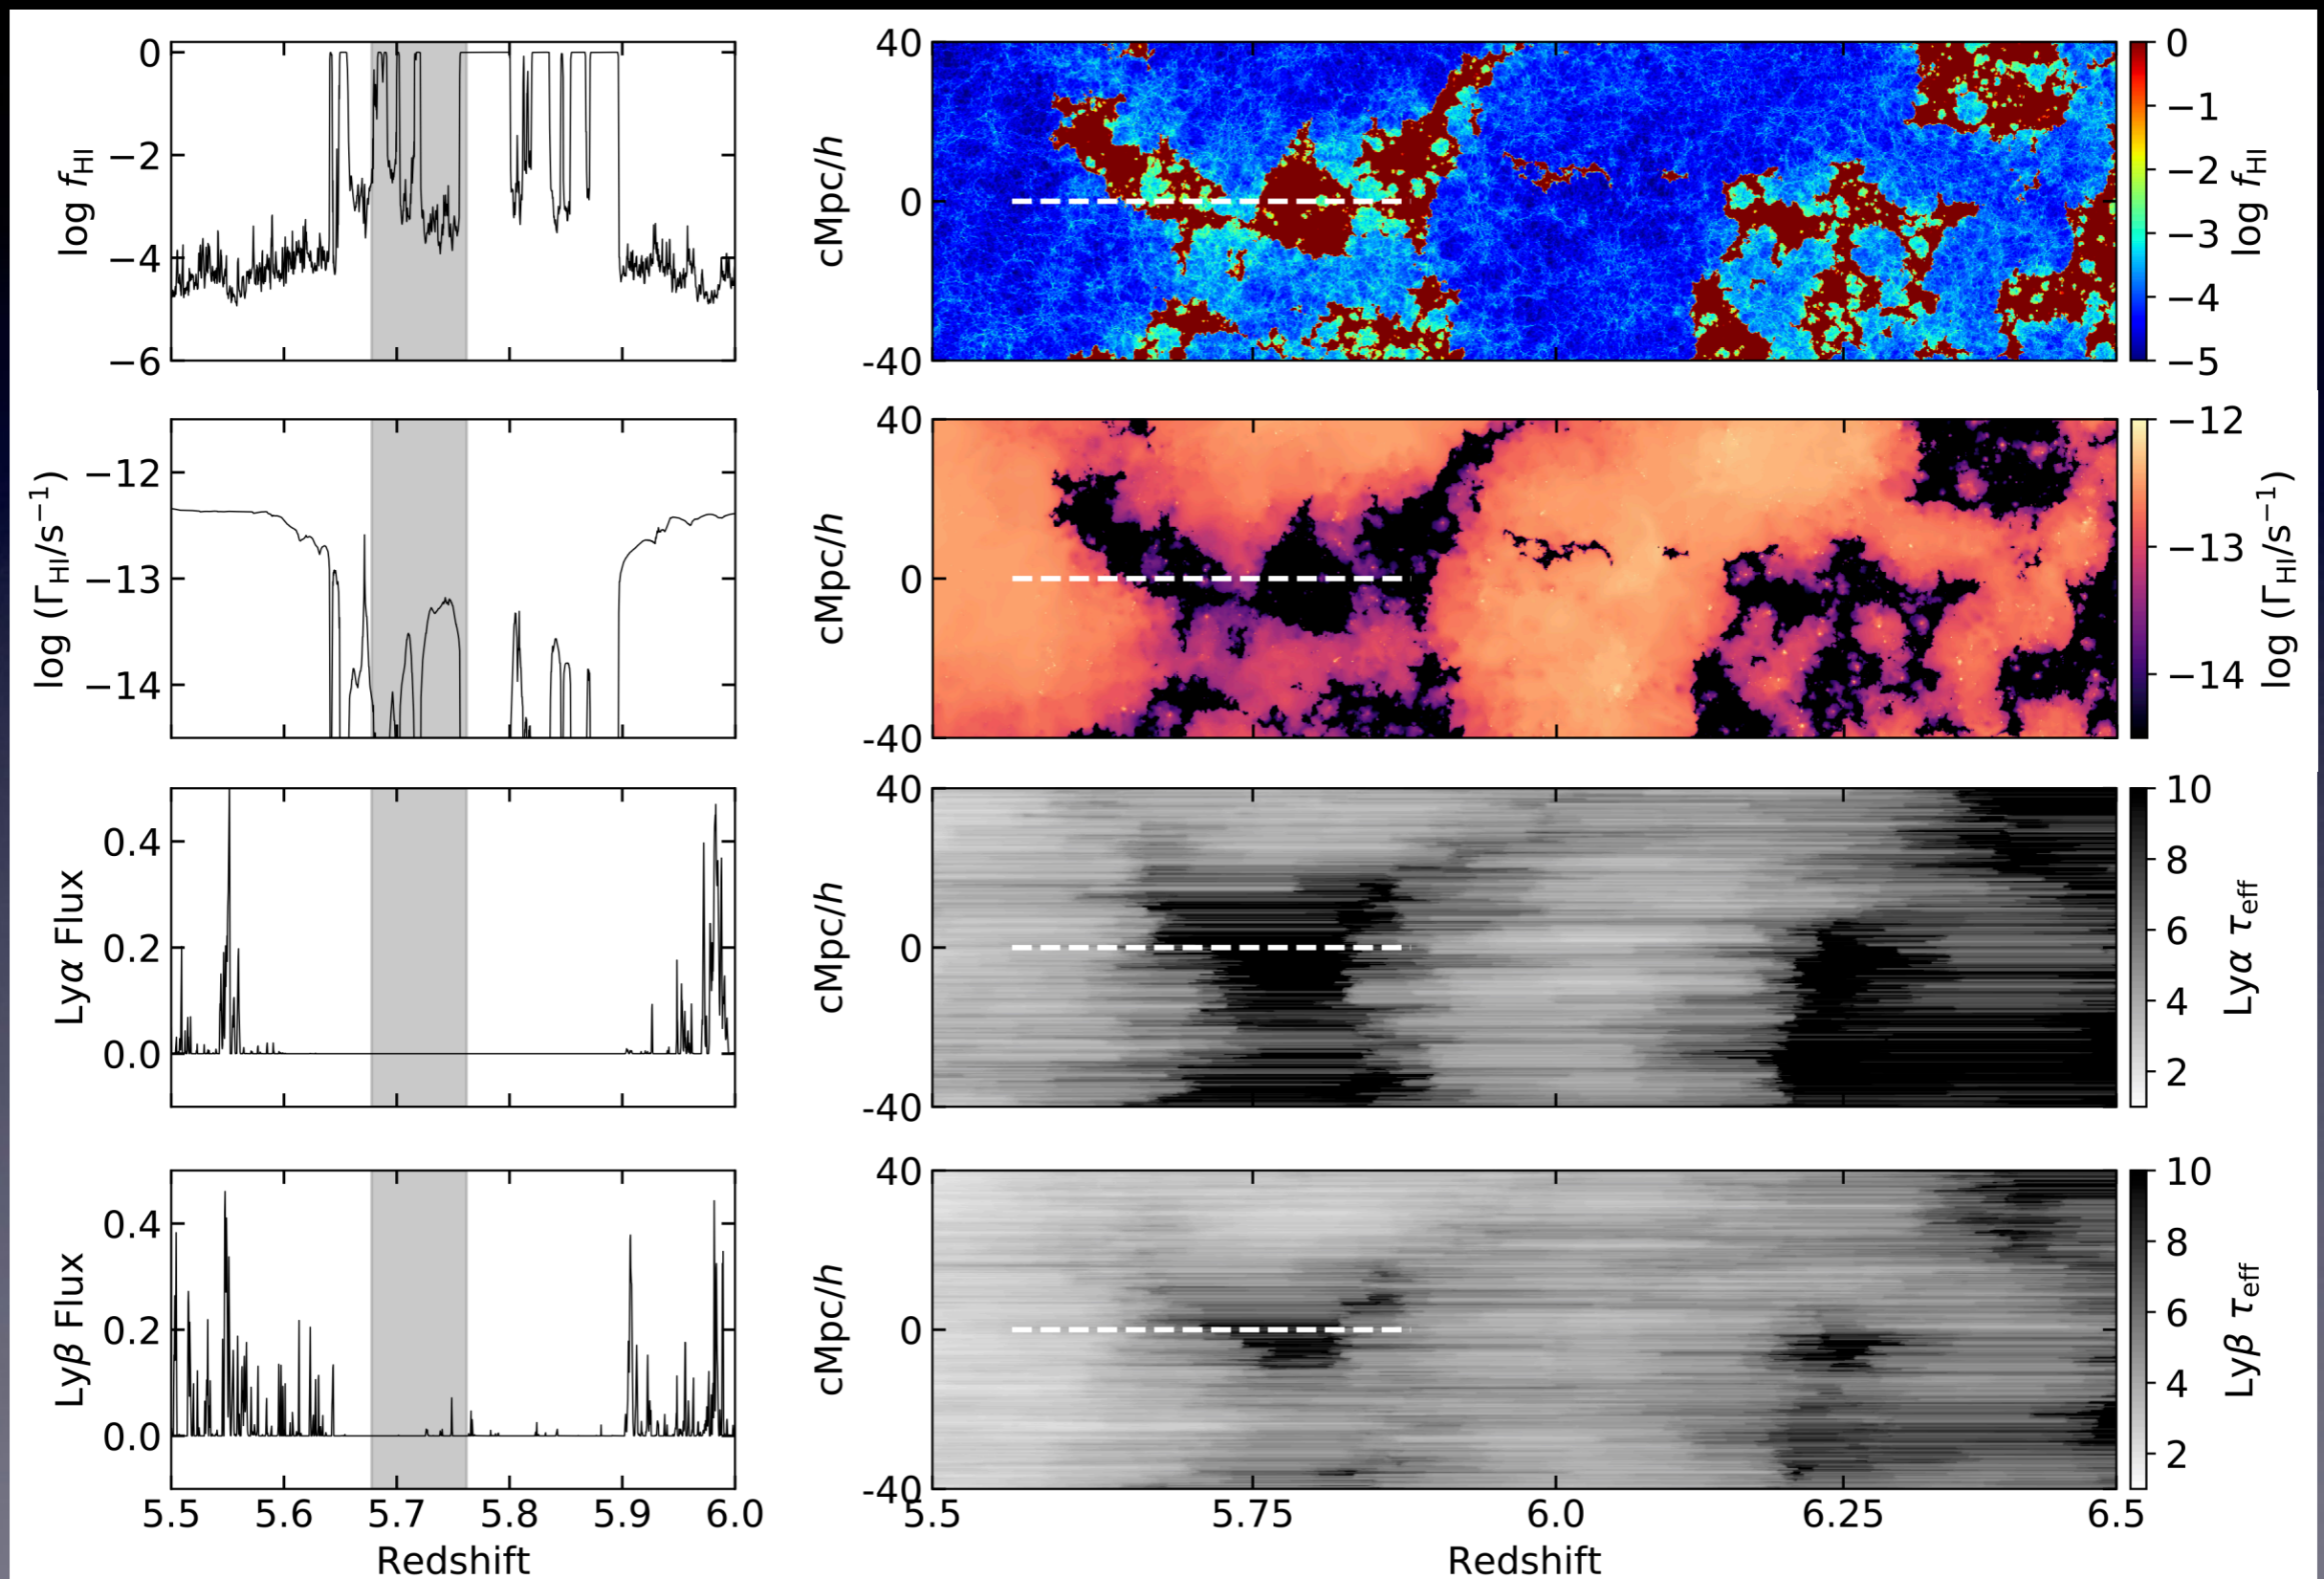 0
−2
−4
−6
log f_HI
40
0
-40
cMpc/h
0
−1
−2
−3
−4
−5
log f_HI
−12
−13
−14
log (Γ_HI/s⁻¹)
40
0
-40
cMpc/h
−12
−13
−14
log (Γ_HI/s⁻¹)
0.4
0.2
0.0
Lyα Flux
40
0
-40
cMpc/h
10
8
6
4
2
Lyα τ_eff
0.4
0.2
0.0
Lyβ Flux
5.5 5.6 5.7 5.8 5.9 6.0
Redshift
40
0
-40
cMpc/h
5.5 5.75 6.0 6.25 6.5
Redshift
10
8
6
4
2
Lyβ τ_eff